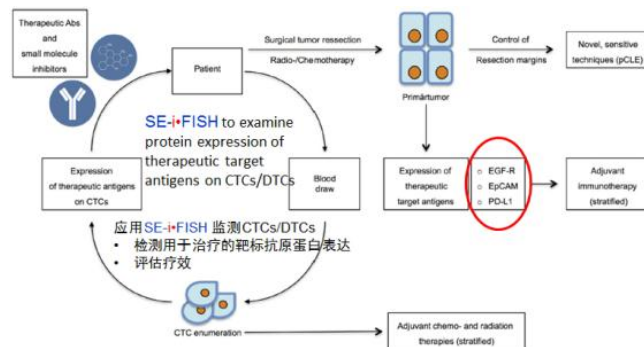 Therapeutic Abs
and
small molecule
inhibitors
Patient
Surgical tumor ressection
Radio-/Chemotherapy
Primärtumor
Control of
Resection margins
Novel, sensitive
techniques (pCLE)
SE-i•FISH to examine
protein expression of
therapeutic target
antigens on CTCs/DTCs
Expression
of therapeutic antigens
on CTCs
Blood
draw
Expression of
therapeutic
target antigens
o EGF-R
o EpCAM
o PD-L1
Adjuvant
immunotherapy
(stratified)
应用SE-i•FISH 监测CTCs/DTCs
• 检测用于治疗的靶标抗原蛋白表达
• 评估疗效
CTC enumeration
Adjuvant chemo- and radiation
therapies (stratified)